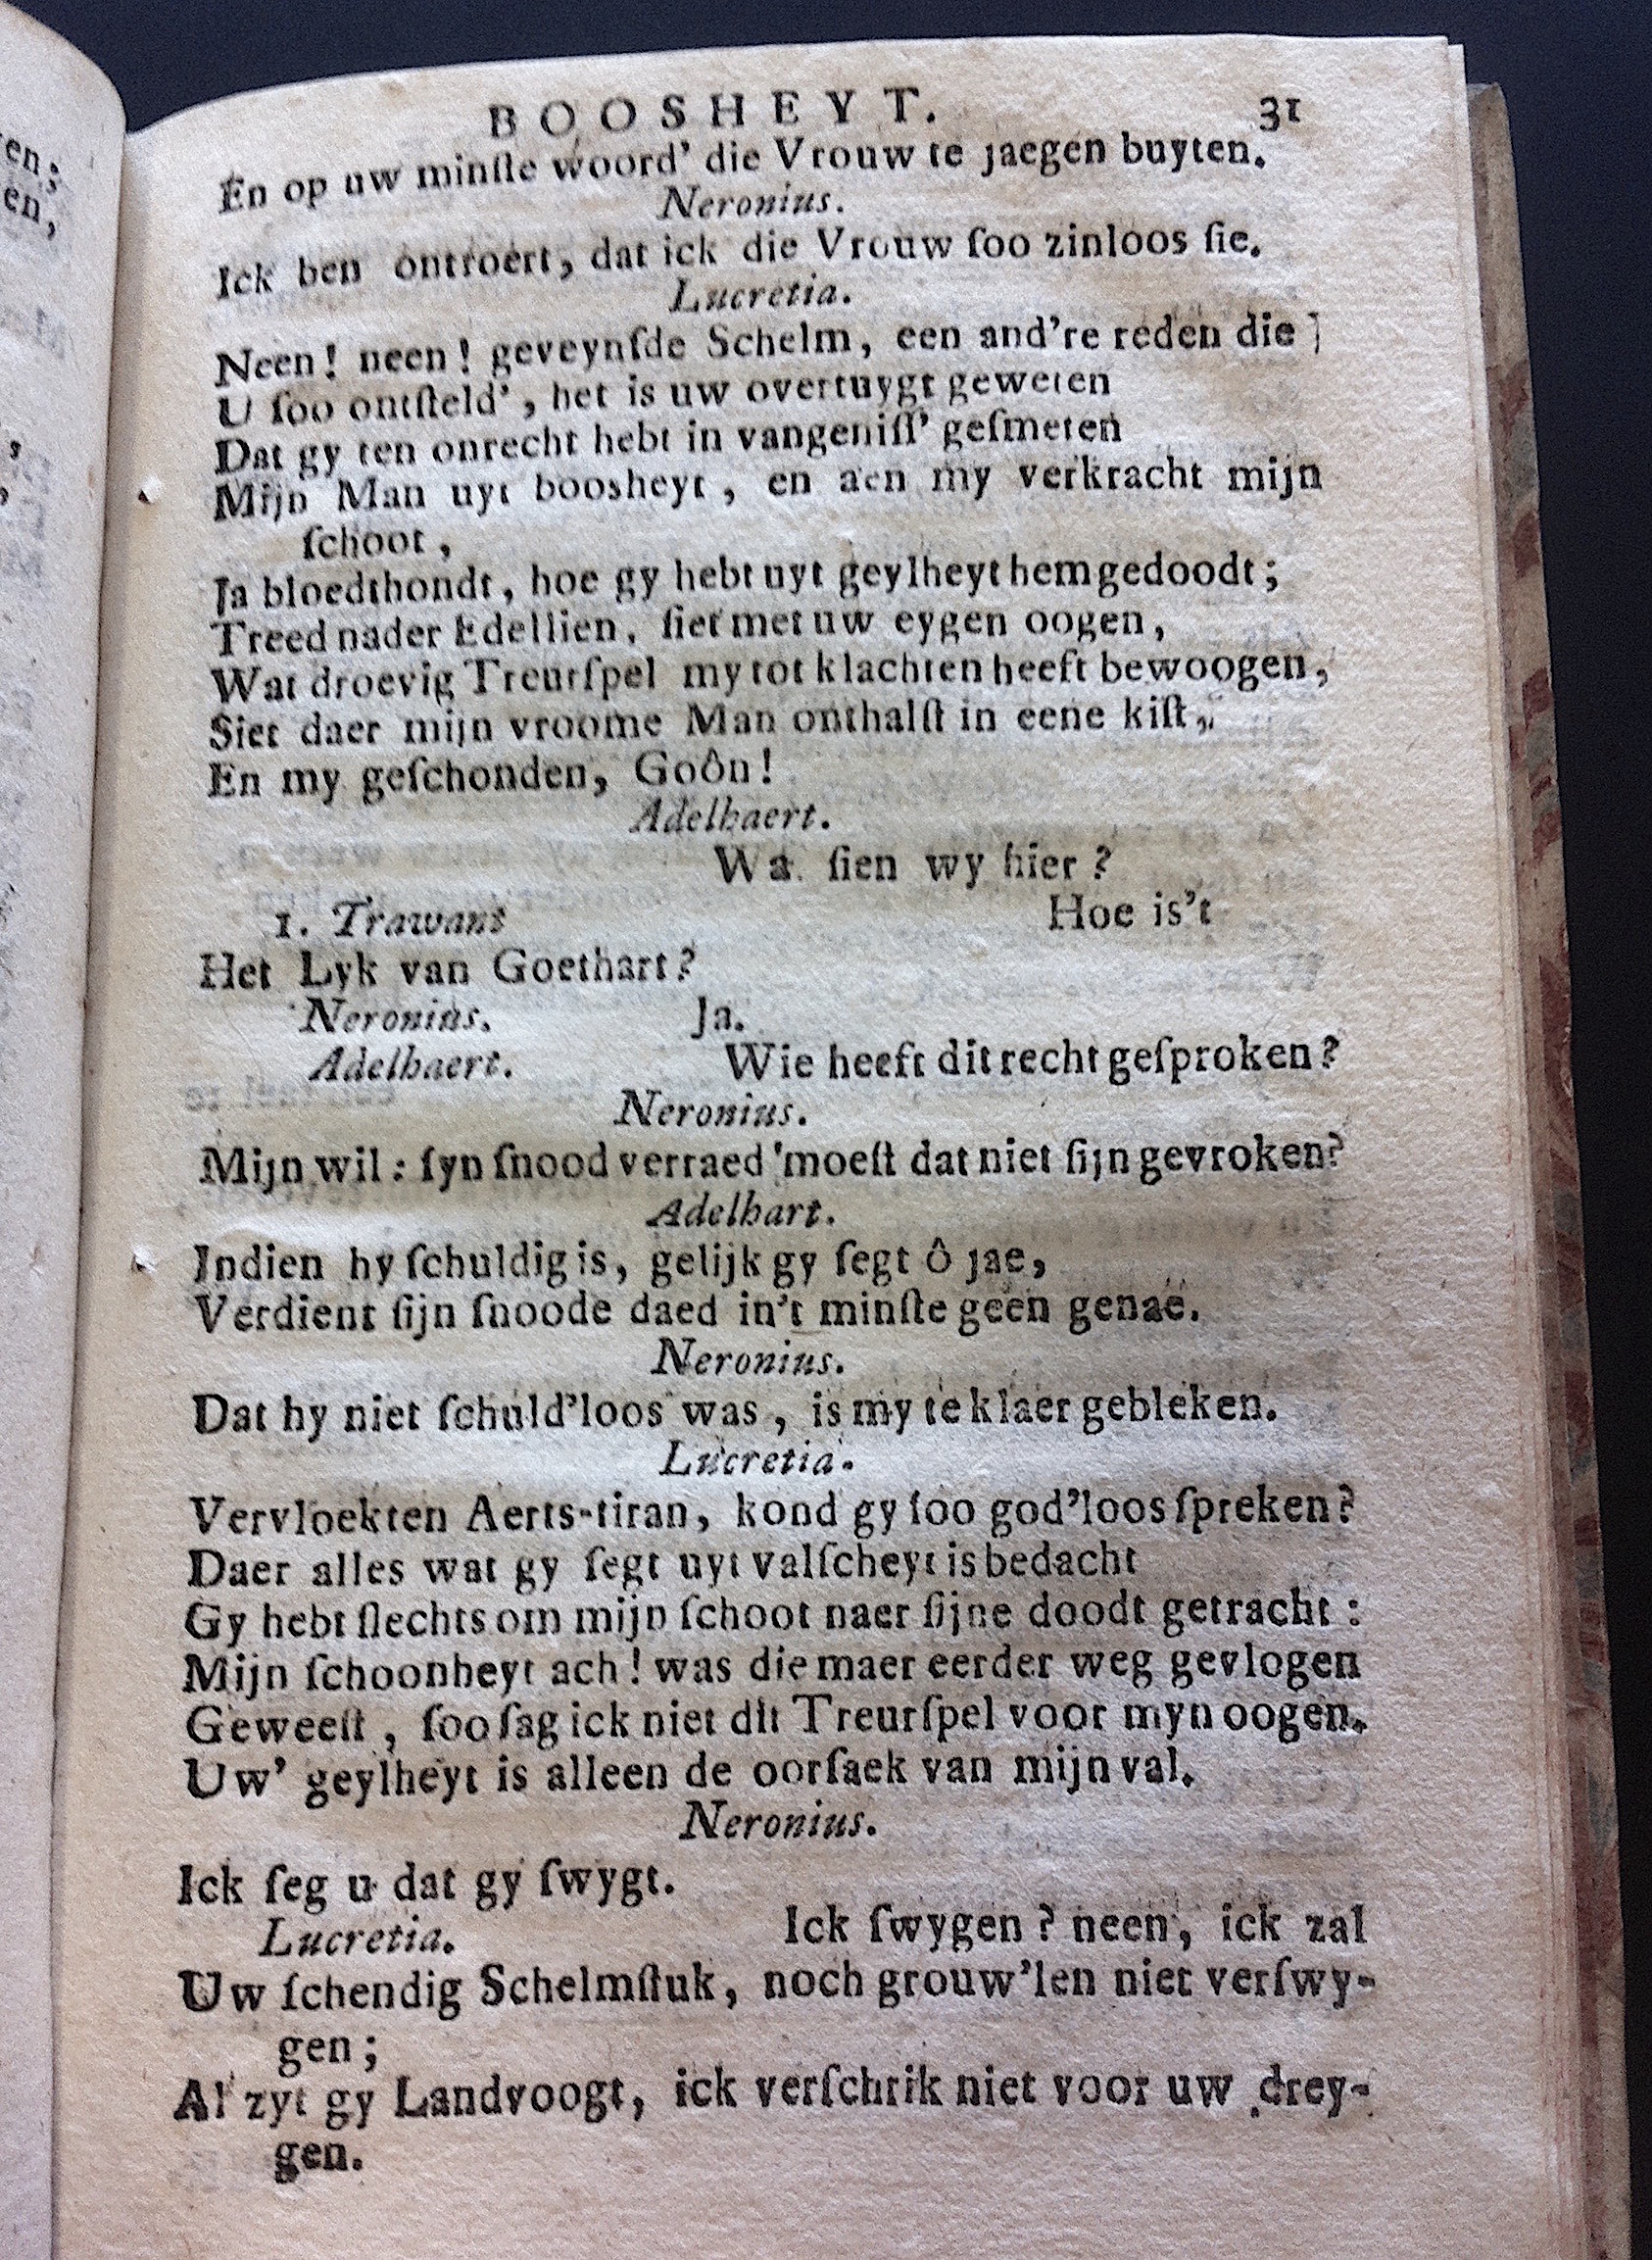 en;
en,
BOOSHEYT. 31
En op uw minſte woord' die Vrouw te jaegen buyten.
Neronius.
Ick ben ontroert, dat ick die Vrouw ſoo zinloos ſie.
Lucretia.
Neen! neen! geveynſde Schelm, een and're reden die
U ſoo ontſteld', het is uw overtuygt geweten
Dat gy ten onrecht hebt in vangeniſſ' geſmeten
Mijn Man uyt boosheyt, en aen my verkracht mijn
ſchoot,
Ja bloedthondt, hoe gy hebt uyt geylheyt hem gedoodt;
Treed nader Edellien, ſiet met uw eygen oogen,
Wat droevig Treurſpel my tot klachten heeft bewoogen,
Siet daer mijn vroome Man onthalſt in eene kiſt,
En my geſchonden, Goôn!
Adelhaert.
Wa ſien wy hier?
1. Trawant Hoe is't
Het Lyk van Goethart?
Neronius. Ja.
Adelhaert. Wie heeft dit recht geſproken?
Neronius.
Mijn wil: ſyn ſnood verraed 'moeſt dat niet ſijn gevroken?
Adelhart.
Indien hy ſchuldig is, gelijk gy ſegt ô jae,
Verdient ſijn ſnoode daed in't minſte geen genae.
Neronius.
Dat hy niet ſchuld'loos was, is my te klaer gebleken.
Lucretia.
Vervloekten Aerts-tiran, kond gy ſoo god'loos ſpreken?
Daer alles wat gy ſegt uyt valſcheyt is bedacht
Gy hebt ſlechts om mijn ſchoot naer ſijne doodt getracht:
Mijn ſchoonheyt ach! was die maer eerder weg gevlogen
Geweeſt, ſoo ſag ick niet dit Treurſpel voor myn oogen.
Uw' geylheyt is alleen de oorſaek van mijn val.
Neronius.
Ick ſeg u dat gy ſwygt.
Lucretia. Ick ſwygen? neen, ick zal
Uw ſchendig Schelmſtuk, noch grouw'len niet verſwy-
gen;
Al zyt gy Landvoogt, ick verſchrik niet voor uw drey-
gen.